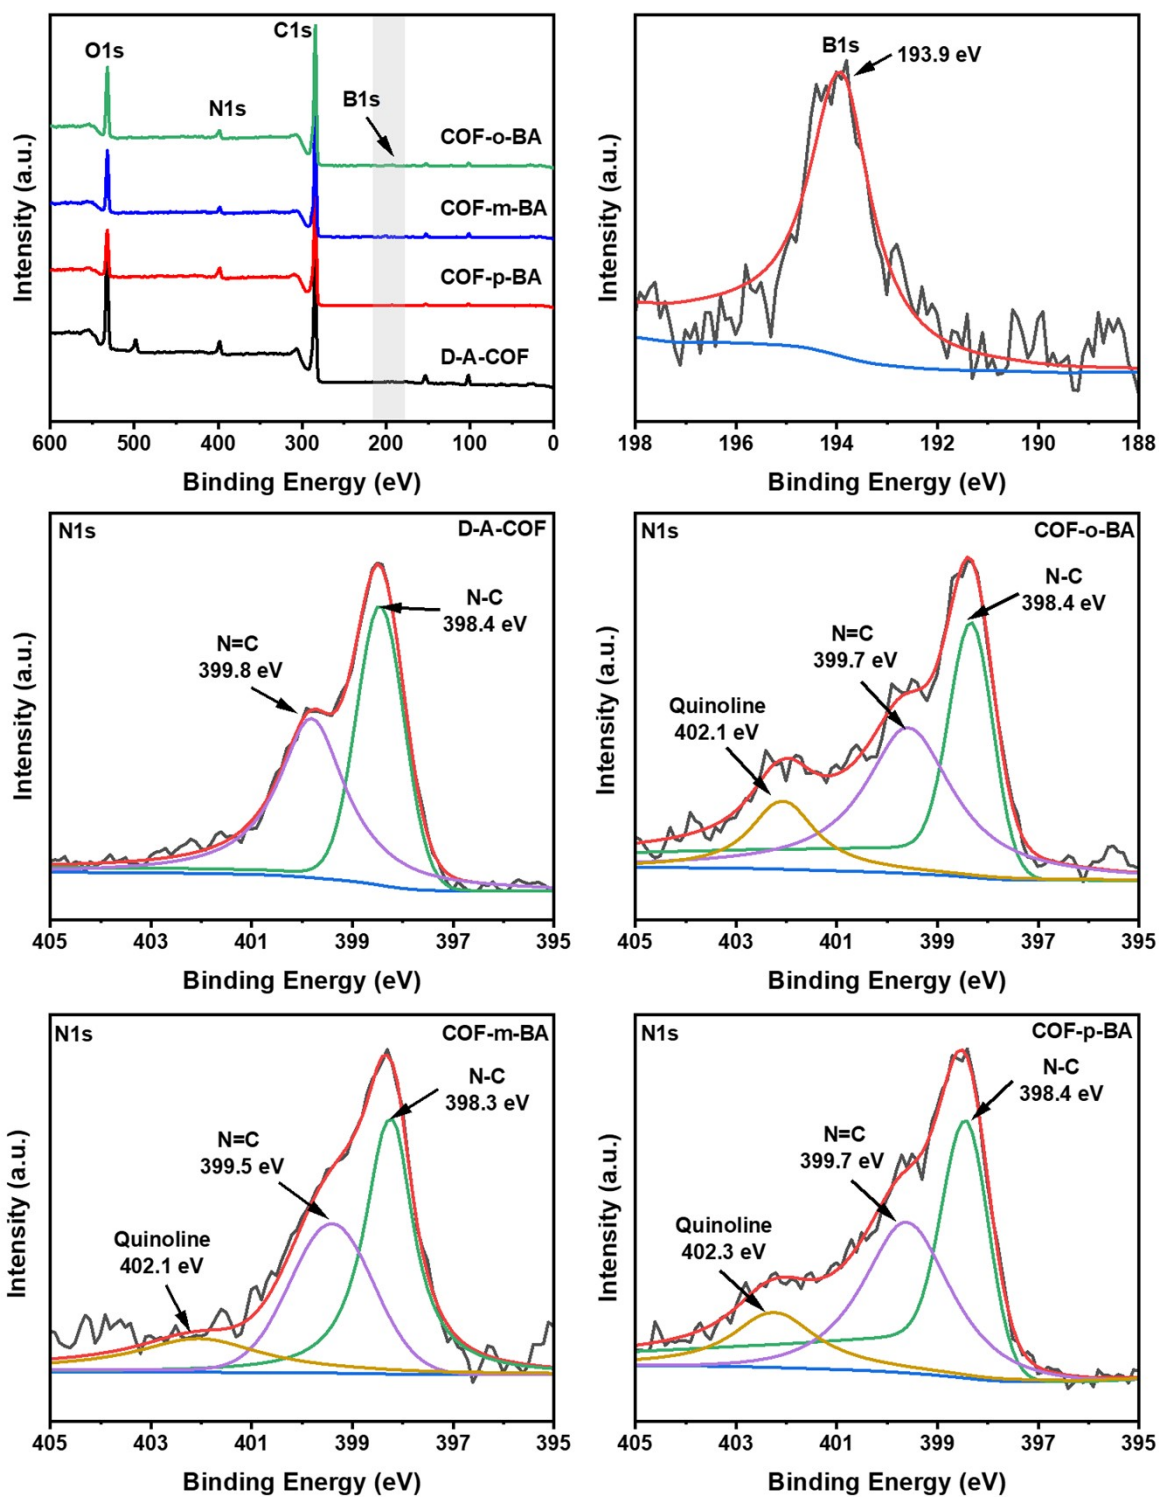 C1s
O1s
N1s
B1s
COF-o-BA
COF-m-BA
COF-p-BA
D-A-COF
Intensity (a.u.)
600 500 400 300 200 100 0
Binding Energy (eV)
B1s
193.9 eV
Intensity (a.u.)
198 196 194 192 190 188
Binding Energy (eV)
N1s
D-A-COF
N-C
398.4 eV
N=C
399.8 eV
Intensity (a.u.)
405 403 401 399 397 395
Binding Energy (eV)
N1s
COF-o-BA
N-C
398.4 eV
N=C
399.7 eV
Quinoline
402.1 eV
Intensity (a.u.)
405 403 401 399 397 395
Binding Energy (eV)
N1s
COF-m-BA
N-C
398.3 eV
N=C
399.5 eV
Quinoline
402.1 eV
Intensity (a.u.)
405 403 401 399 397 395
Binding Energy (eV)
N1s
COF-p-BA
N-C
398.4 eV
N=C
399.7 eV
Quinoline
402.3 eV
Intensity (a.u.)
405 403 401 399 397 395
Binding Energy (eV)